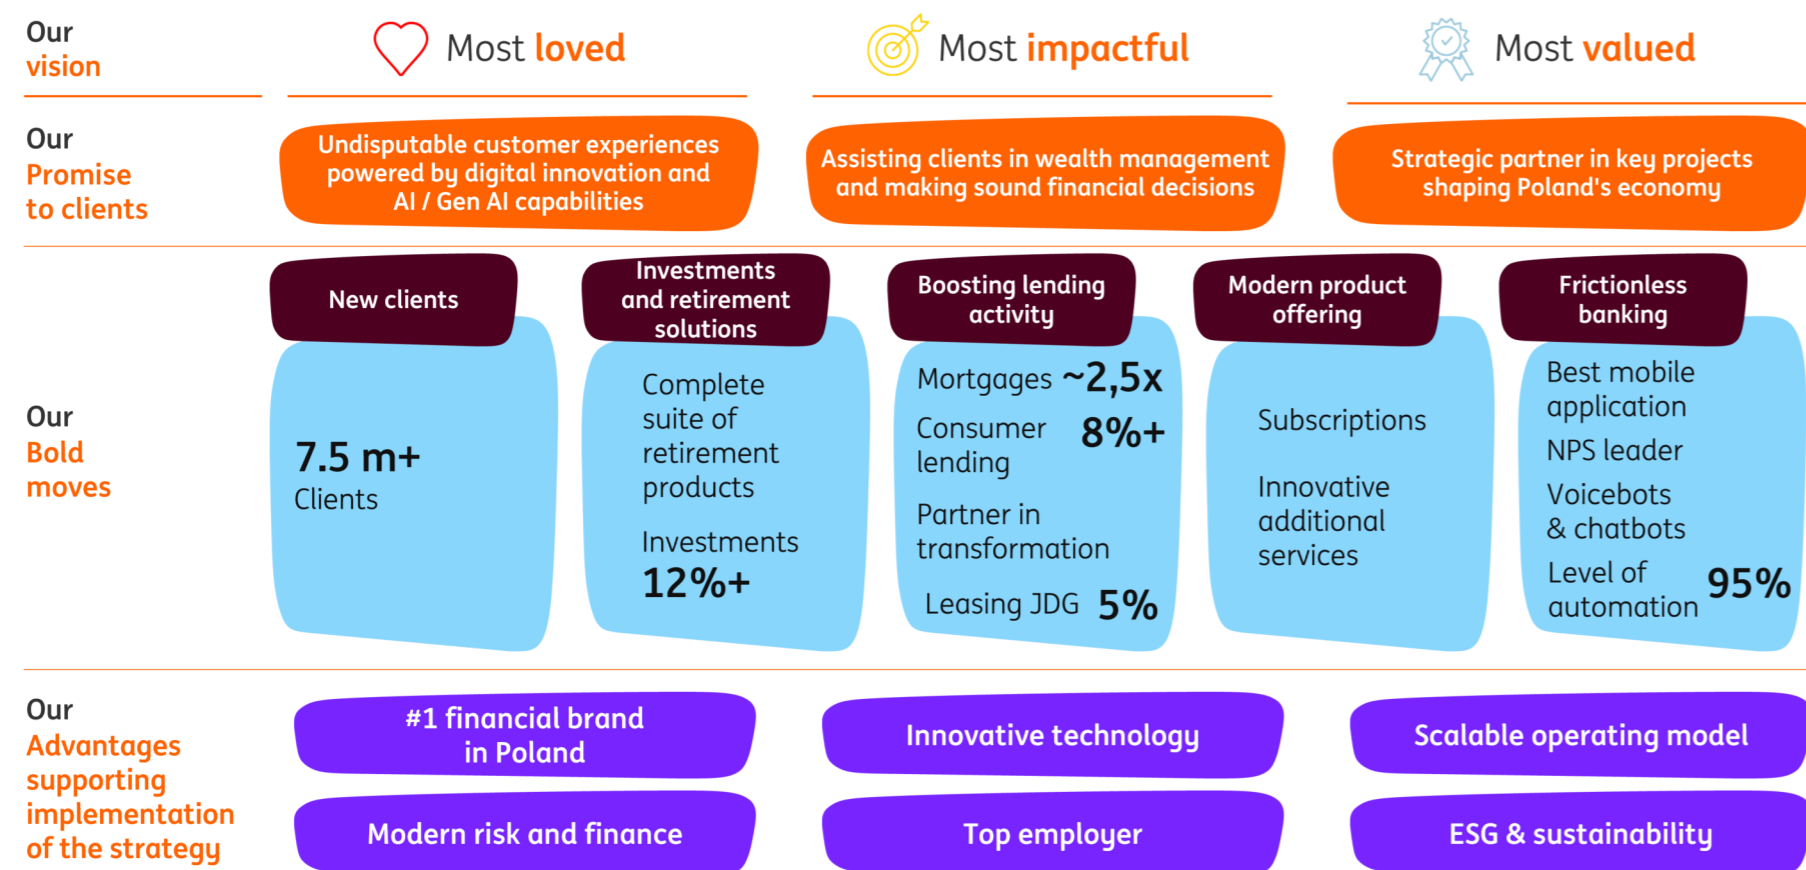 Our
vision
Most loved
Most impactful
Most valued
Our
Promise
to clients
Undisputable customer experiences
powered by digital innovation and
AI / Gen AI capabilities
Assisting clients in wealth management
and making sound financial decisions
Strategic partner in key projects
shaping Poland's economy
Our
Bold
moves
New clients
7.5 m+
Clients
Investments
and retirement
solutions
Complete
suite of
retirement
products
Investments
12%+
Boosting lending
activity
Mortgages ~2,5x
Consumer
lending 8%+
Partner in
transformation
Leasing JDG 5%
Modern product
offering
Subscriptions
Innovative
additional
services
Frictionless
banking
Best mobile
application
NPS leader
Voicebots
& chatbots
Level of
automation 95%
Our
Advantages
supporting
implementation
of the strategy
#1 financial brand
in Poland
Innovative technology
Scalable operating model
Modern risk and finance
Top employer
ESG & sustainability